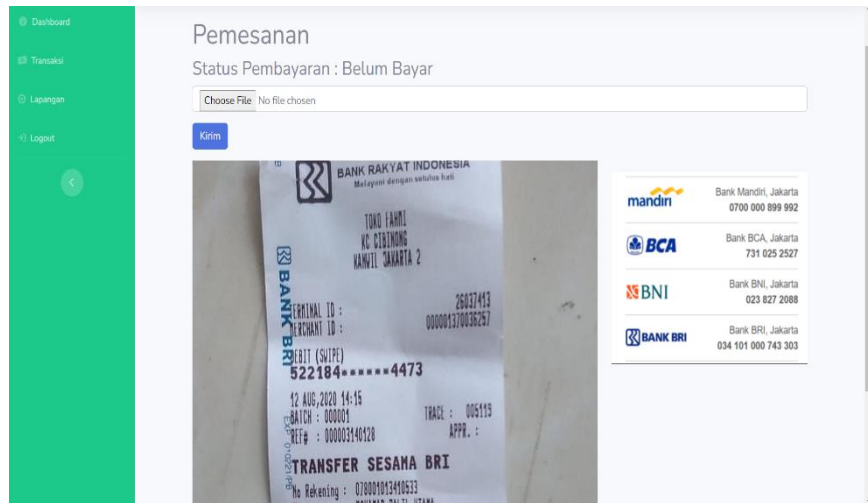 Dashboard
Transaksi
Lapangan
Logout
Pemesanan
Status Pembayaran : Belum Bayar
Choose File No file chosen
Kirim
BANK RAKYAT INDONESIA
Melayani dengan setulus hati
TOKO FAHMI
KC CIBINONG
KANWIL JAKARTA 2
BANK BRI
TERMINAL ID : 26037413
MERCHANT ID : 000001370036257
DEBIT (SWIPE)
522184******4473
12 AUG,2020 14:15
BATCH : 000001 TRACE : 005119
REF# : 000003140128 APPR. :
TRANSFER SESAMA BRI
No Rekening : 078001013410533
mandiri
Bank Mandiri, Jakarta
0700 000 899 992
BCA
Bank BCA, Jakarta
731 025 2527
BNI
Bank BNI, Jakarta
023 827 2088
BANK BRI
Bank BRI, Jakarta
034 101 000 743 303